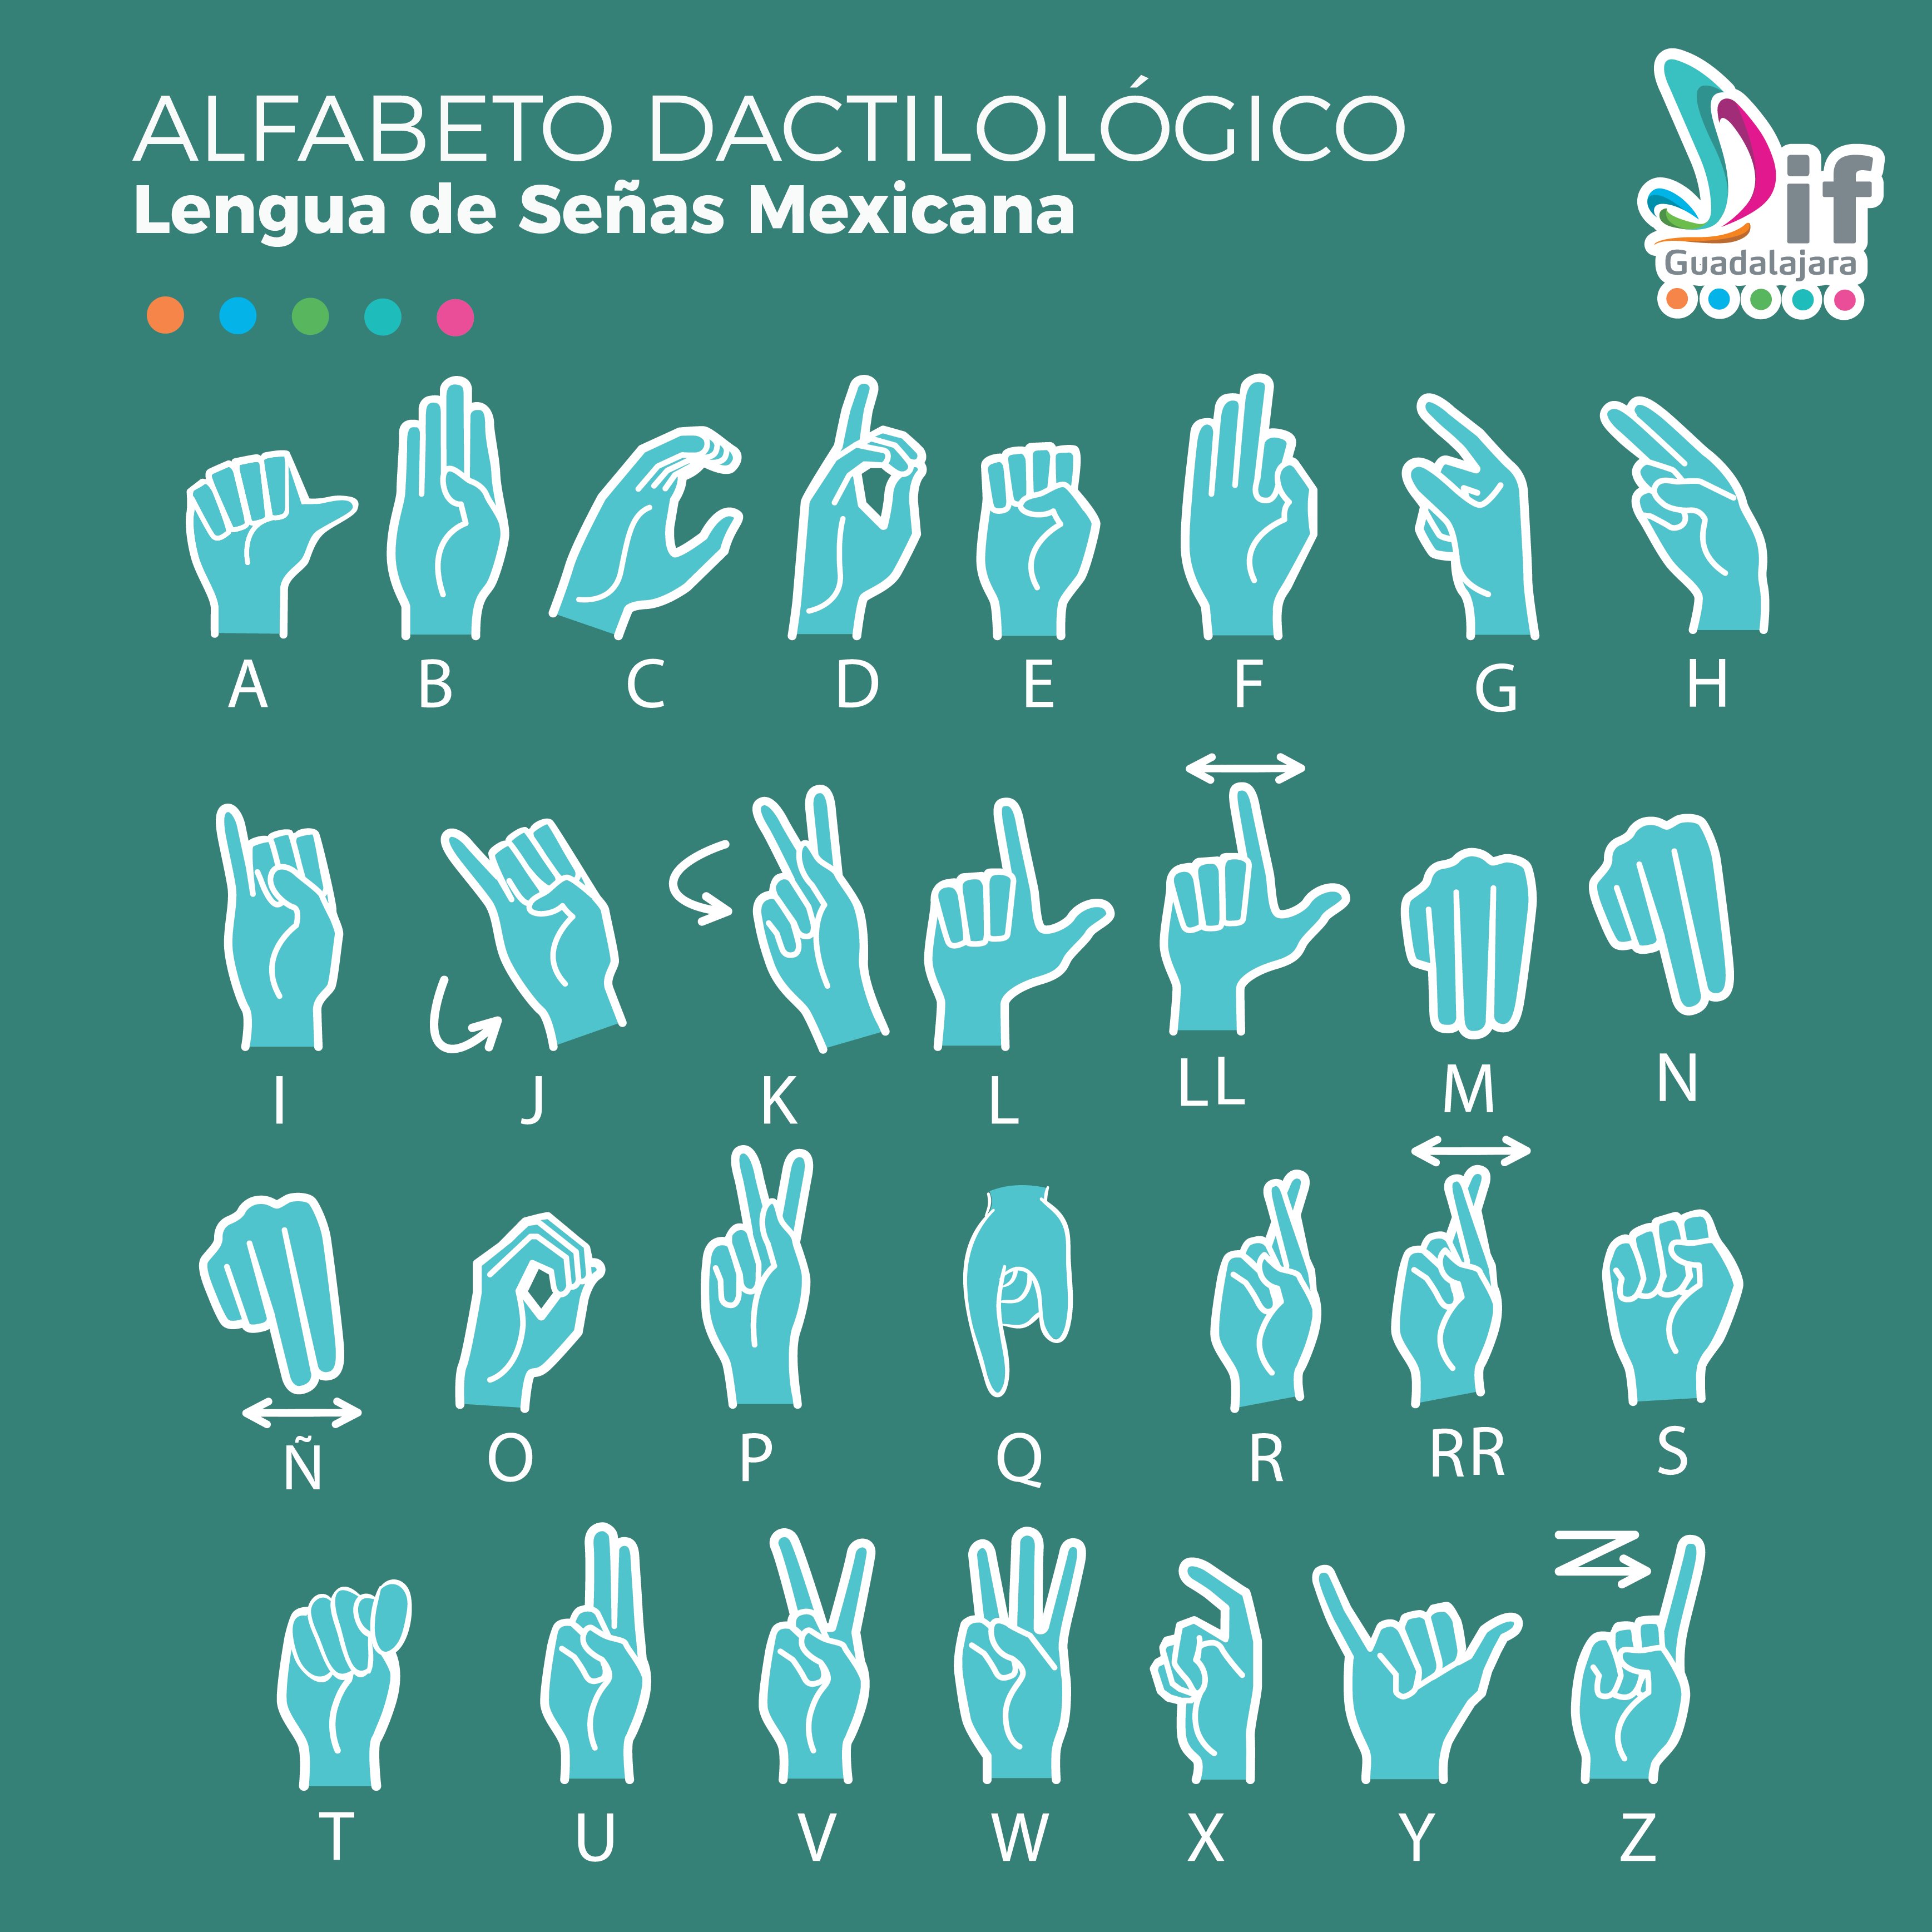 ALFABETO DACTILOLÓGICO
Lengua de Señas Mexicana
dif
Guadalajara
A B C D E F G H
I J K L LL M N
Ñ O P Q R RR S
T U V W X Y Z